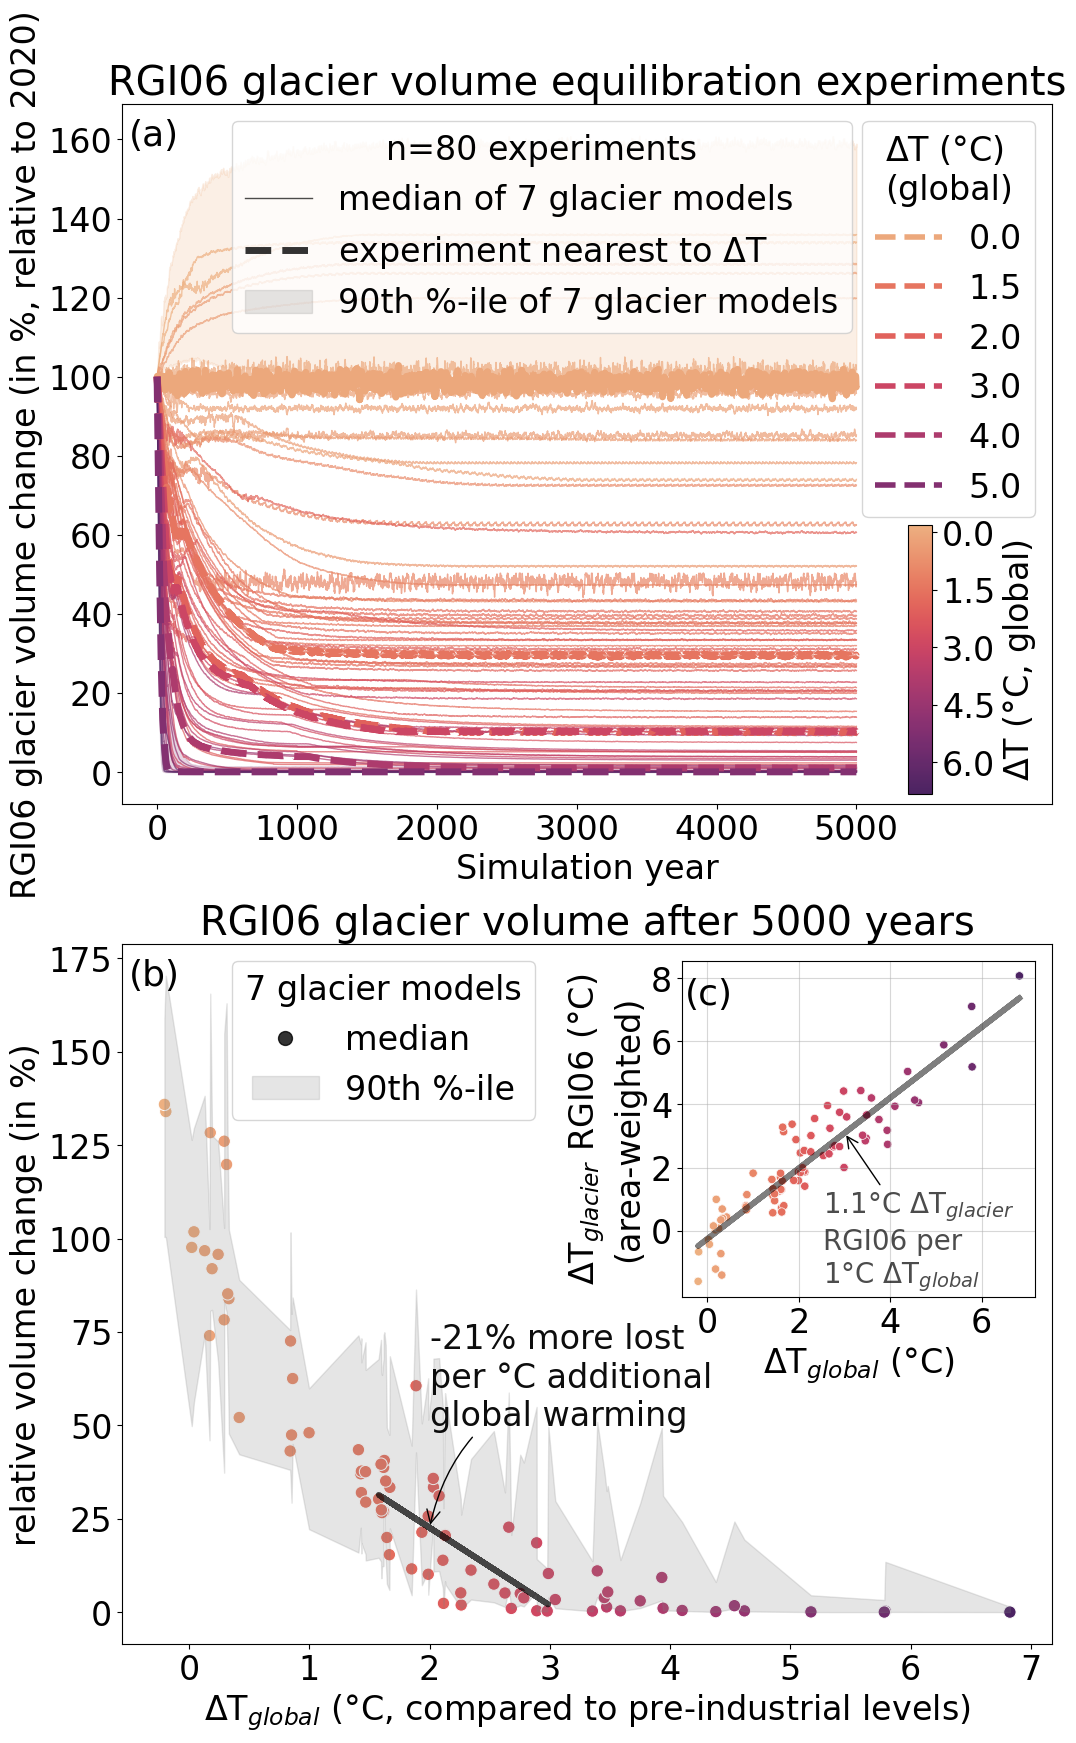 RGI06 glacier volume equilibration experiments
(a)
RGI06 glacier volume change (in %, relative to 2020)
160
140
120
100
80
60
40
20
0
n=80 experiments
median of 7 glacier models
experiment nearest to ΔT
90th %-ile of 7 glacier models
ΔT (°C)
(global)
0.0
1.5
2.0
3.0
4.0
5.0
0.0
1.5
3.0
4.5
6.0
ΔT (°C, global)
0 1000 2000 3000 4000 5000
Simulation year
RGI06 glacier volume after 5000 years
(b)
relative volume change (in %)
175
150
125
100
75
50
25
0
7 glacier models
median
90th %-ile
-21% more lost
per °C additional
global warming
(c)
ΔTglacier RGI06 (°C)
(area-weighted)
8
6
4
2
0
1.1°C ΔTglacier
RGI06 per
1°C ΔTglobal
0 2 4 6
ΔTglobal (°C)
0 1 2 3 4 5 6 7
ΔTglobal (°C, compared to pre-industrial levels)